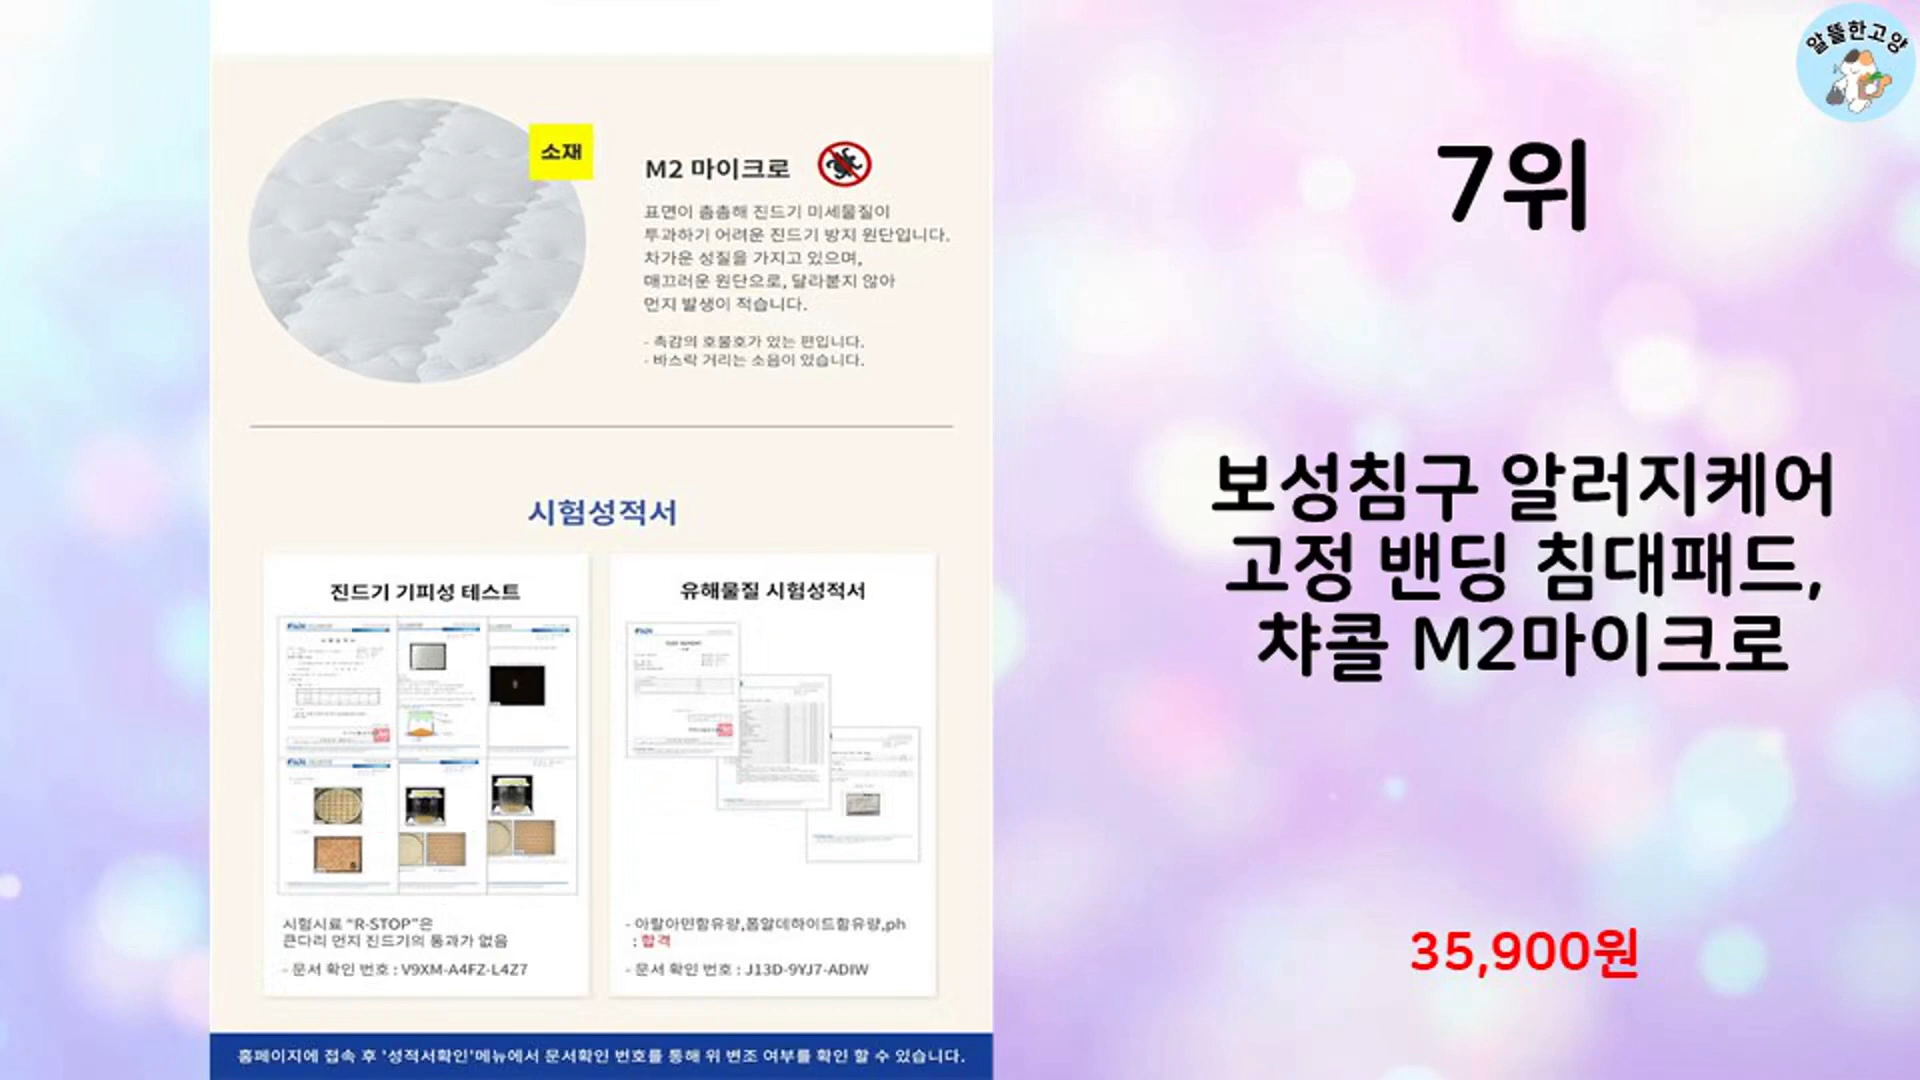 알뜰한고양
소재
M2 마이크로
표면이 촘촘해 진드기 미세물질이
투과하기 어려운 진드기 방지 원단입니다.
차가운 성질을 가지고 있으며,
매끄러운 원단으로, 달라붙지 않아
먼지 발생이 적습니다.
- 촉감의 호불호가 있는 편입니다.
- 바스락 거리는 소음이 있습니다.
시험성적서
진드기 기피성 테스트
시험시료 “R-STOP”은
큰다리 먼지 진드기의 통과가 없음
- 문서 확인 번호 : V9XM-A4FZ-L4Z7
유해물질 시험성적서
- 아릴아민함유량,폼알데하이드함유량,ph
: 합격
- 문서 확인 번호 : J13D-9YJ7-ADIW
홈페이지에 접속 후 '성적서확인'메뉴에서 문서확인 번호를 통해 위 변조 여부를 확인 할 수 있습니다.
7위
보성침구 알러지케어
고정 밴딩 침대패드,
챠콜 M2마이크로
35,900원